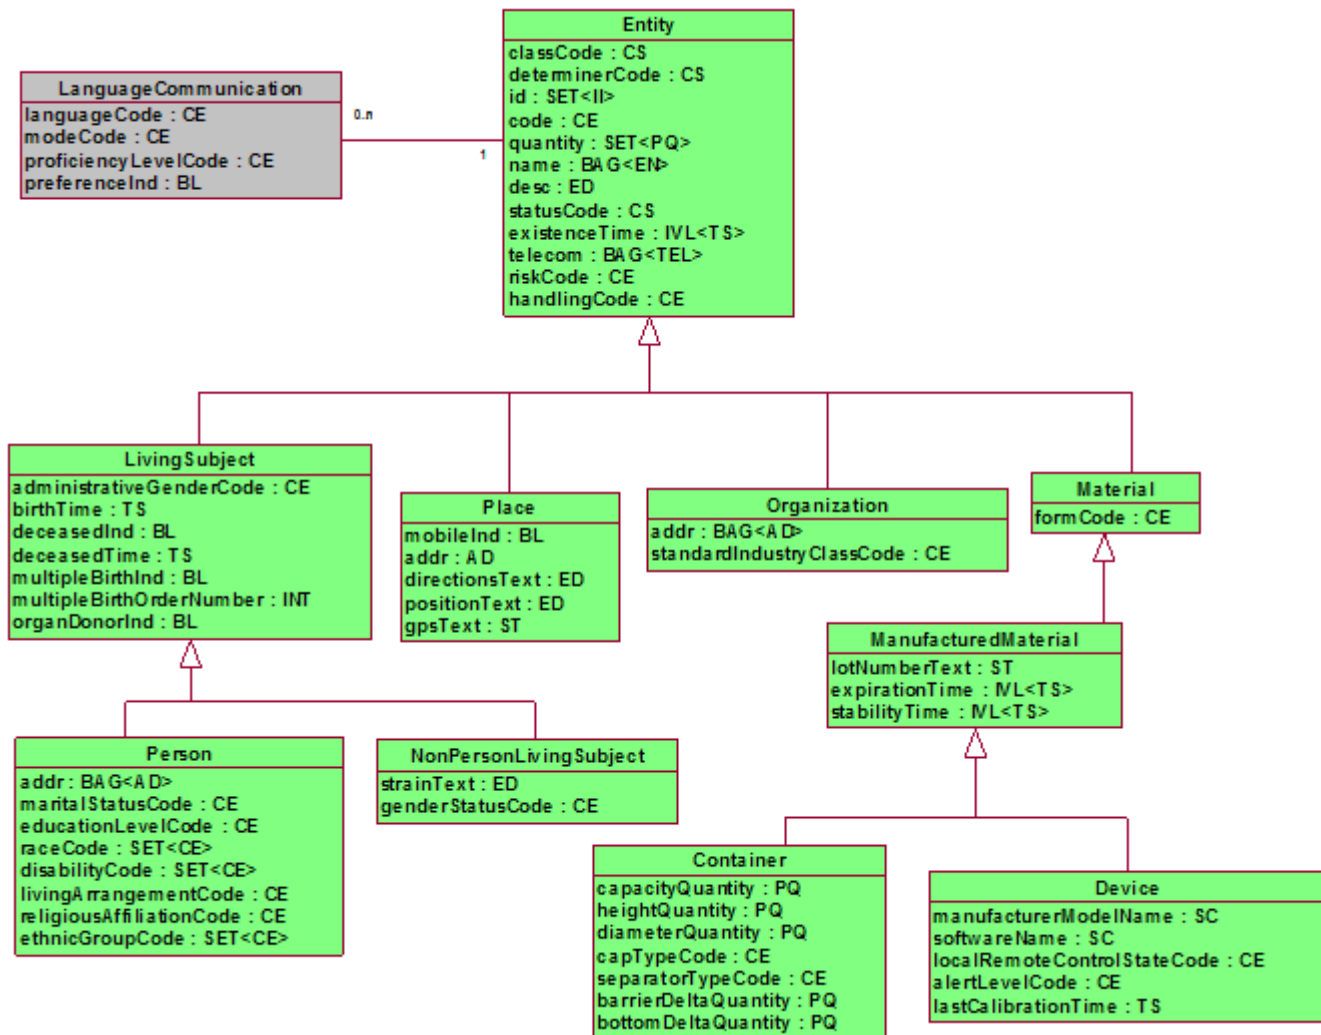 Entity
classCode : CS
determinerCode : CS
id : SET<II>
code : CE
quantity : SET<PQ>
name : BAG<EN>
desc : ED
statusCode : CS
existenceTime : IVL<TS>
telecom : BAG<TEL>
riskCode : CE
handlingCode : CE
LanguageCommunication
languageCode : CE
modeCode : CE
proficiencyLevelCode : CE
preferenceInd : BL
0..n
1
LivingSubject
administrativeGenderCode : CE
birthTime : TS
deceasedInd : BL
deceasedTime : TS
multipleBirthInd : BL
multipleBirthOrderNumber : INT
organDonorInd : BL
Place
mobileInd : BL
addr : AD
directionsText : ED
positionText : ED
gpsText : ST
Organization
addr : BAG<AD>
standardIndustryClassCode : CE
Material
formCode : CE
ManufacturedMaterial
lotNumberText : ST
expirationTime : IVL<TS>
stabilityTime : IVL<TS>
Person
addr : BAG<AD>
maritalStatusCode : CE
educationLevelCode : CE
raceCode : SET<CE>
disabilityCode : SET<CE>
livingArrangementCode : CE
religiousAffiliationCode : CE
ethnicGroupCode : SET<CE>
NonPersonLivingSubject
strainText : ED
genderStatusCode : CE
Container
capacityQuantity : PQ
heightQuantity : PQ
diameterQuantity : PQ
capTypeCode : CE
separatorTypeCode : CE
barrierDeltaQuantity : PQ
bottomDeltaQuantity : PQ
Device
manufacturerModelName : SC
softwareName : SC
localRemoteControlStateCode : CE
alertLevelCode : CE
lastCalibrationTime : TS